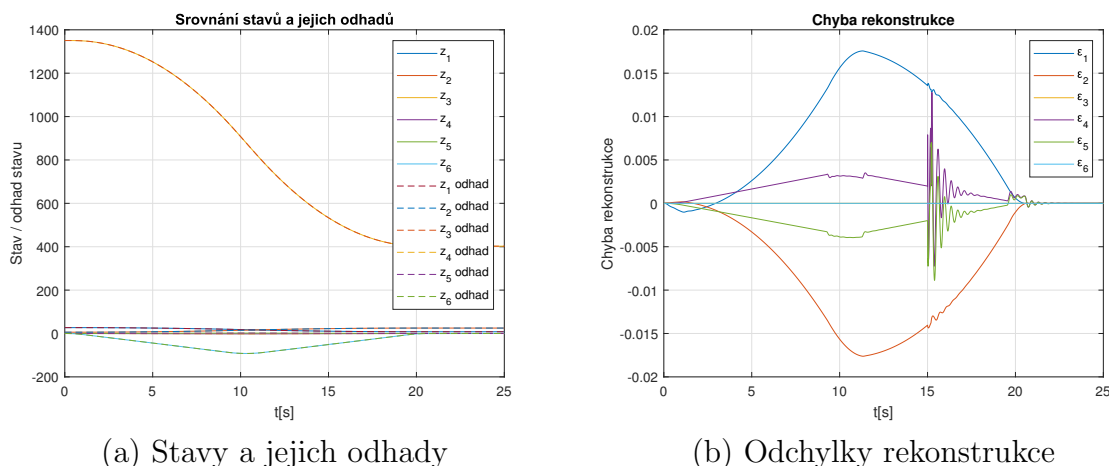 Srovnání stavů a jejich odhadů
1400
1200
1000
800
600
400
200
0
-200
0
5
10
15
20
25
Stav / odhad stavu
t[s]
z1
z2
z3
z4
z5
z6
z1 odhad
z2 odhad
z3 odhad
z4 odhad
z5 odhad
z6 odhad
(a) Stavy a jejich odhady
Chyba rekonstrukce
0.02
0.015
0.01
0.005
0
-0.005
-0.01
-0.015
-0.02
0
5
10
15
20
25
Chyba rekonstrukce
t[s]
ε1
ε2
ε3
ε4
ε5
ε6
(b) Odchylky rekonstrukce